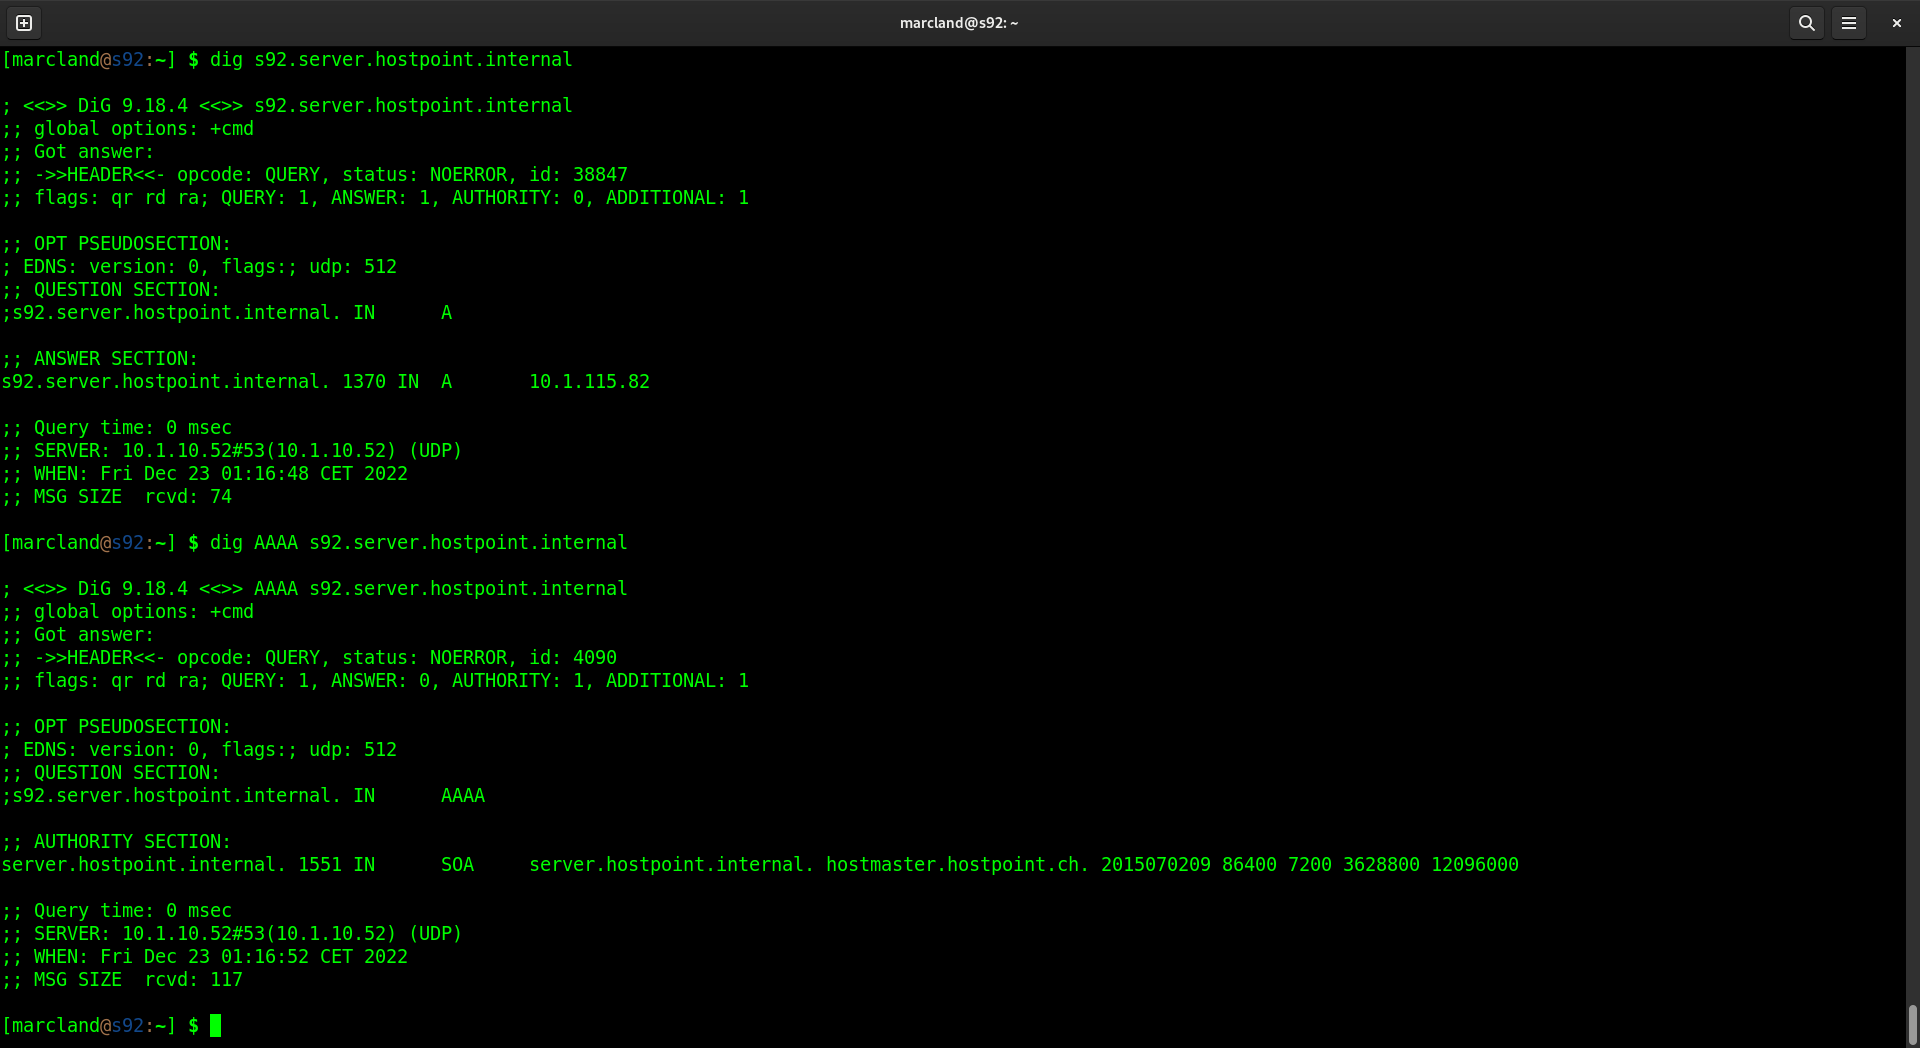 marcland@s92: ~
[marcland@s92:~] $ dig s92.server.hostpoint.internal
; <<>> DiG 9.18.4 <<>> s92.server.hostpoint.internal
;; global options: +cmd
;; Got answer:
;; ->>HEADER<<- opcode: QUERY, status: NOERROR, id: 38847
;; flags: qr rd ra; QUERY: 1, ANSWER: 1, AUTHORITY: 0, ADDITIONAL: 1
;; OPT PSEUDOSECTION:
; EDNS: version: 0, flags:; udp: 512
;; QUESTION SECTION:
;s92.server.hostpoint.internal. IN      A
;; ANSWER SECTION:
s92.server.hostpoint.internal. 1370 IN  A       10.1.115.82
;; Query time: 0 msec
;; SERVER: 10.1.10.52#53(10.1.10.52) (UDP)
;; WHEN: Fri Dec 23 01:16:48 CET 2022
;; MSG SIZE  rcvd: 74
[marcland@s92:~] $ dig AAAA s92.server.hostpoint.internal
; <<>> DiG 9.18.4 <<>> AAAA s92.server.hostpoint.internal
;; global options: +cmd
;; Got answer:
;; ->>HEADER<<- opcode: QUERY, status: NOERROR, id: 4090
;; flags: qr rd ra; QUERY: 1, ANSWER: 0, AUTHORITY: 1, ADDITIONAL: 1
;; OPT PSEUDOSECTION:
; EDNS: version: 0, flags:; udp: 512
;; QUESTION SECTION:
;s92.server.hostpoint.internal. IN      AAAA
;; AUTHORITY SECTION:
server.hostpoint.internal. 1551 IN      SOA     server.hostpoint.internal. hostmaster.hostpoint.ch. 2015070209 86400 7200 3628800 12096000
;; Query time: 0 msec
;; SERVER: 10.1.10.52#53(10.1.10.52) (UDP)
;; WHEN: Fri Dec 23 01:16:52 CET 2022
;; MSG SIZE  rcvd: 117
[marcland@s92:~] $